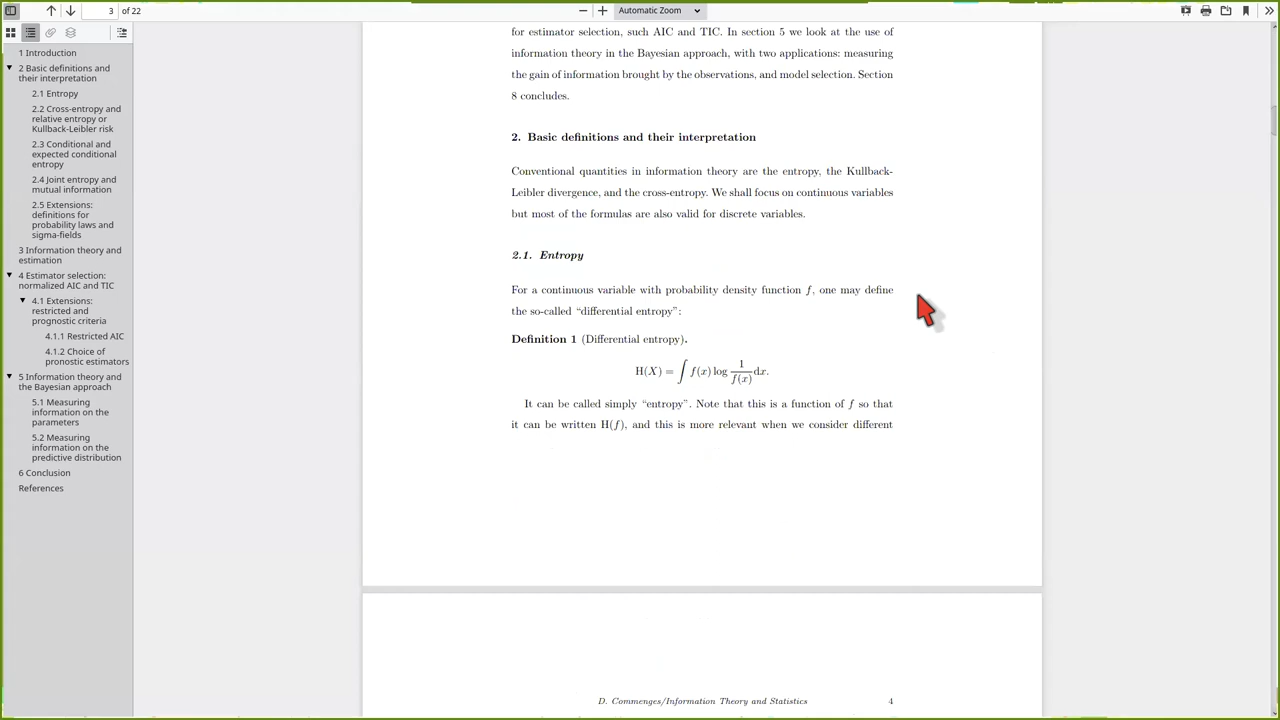 3 of 22
Automatic Zoom
1 Introduction
2 Basic definitions and
their interpretation
2.1 Entropy
2.2 Cross-entropy and
relative entropy or
Kullback-Leibler risk
2.3 Conditional and
expected conditional
entropy
2.4 Joint entropy and
mutual information
2.5 Extensions:
definitions for
probability laws and
sigma-fields
3 Information theory and
estimation
4 Estimator selection:
normalized AIC and TIC
4.1 Extensions:
restricted and
prognostic criteria
4.1.1 Restricted AIC
4.1.2 Choice of
pronostic estimators
5 Information theory and
the Bayesian approach
5.1 Measuring
information on the
parameters
5.2 Measuring
information on the
predictive distribution
6 Conclusion
References
for estimator selection, such AIC and TIC. In section 5 we look at the use of
information theory in the Bayesian approach, with two applications: measuring
the gain of information brought by the observations, and model selection. Section
8 concludes.
2. Basic definitions and their interpretation
Conventional quantities in information theory are the entropy, the Kullback-
Leibler divergence, and the cross-entropy. We shall focus on continuous variables
but most of the formulas are also valid for discrete variables.
2.1. Entropy
For a continuous variable with probability density function f, one may define
the so-called “differential entropy”:
Definition 1 (Differential entropy).
H(X) = ∫ f(x) log 1/f(x) dx.
It can be called simply “entropy”. Note that this is a function of f so that
it can be written H(f), and this is more relevant when we consider different
D. Commenges/Information Theory and Statistics 4